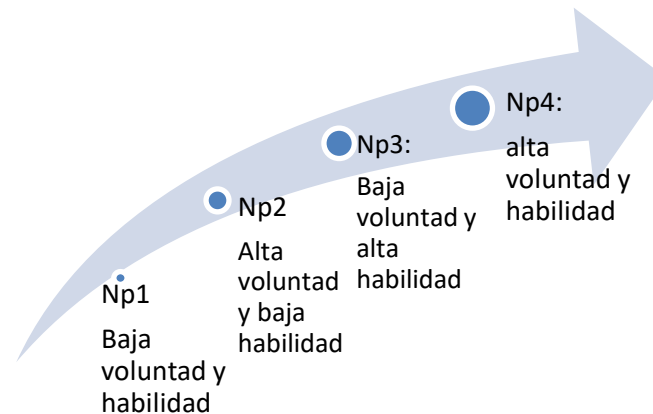 Np1
Baja
voluntad y
habilidad
Np2
Alta
voluntad
y baja
habilidad
Np3:
Baja
voluntad y
alta
habilidad
Np4:
alta
voluntad y
habilidad